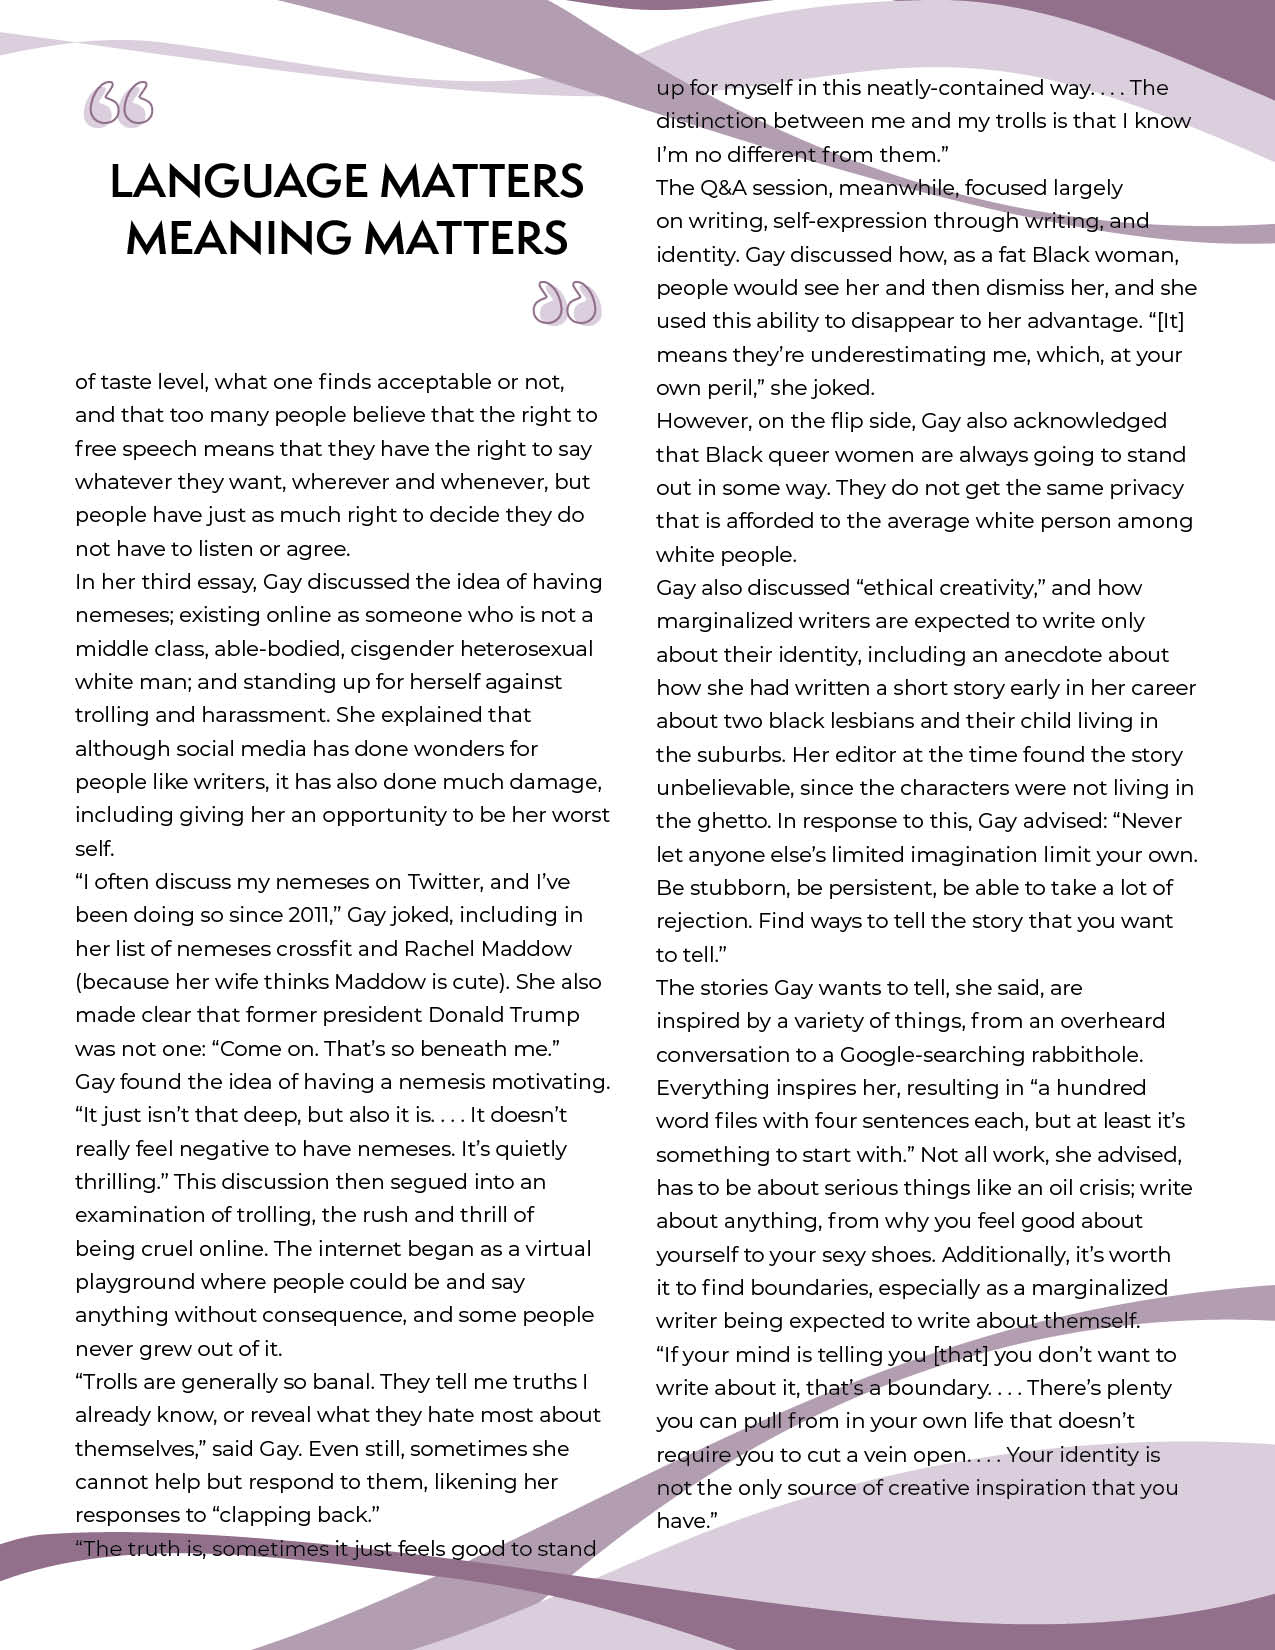 “
LANGUAGE MATTERS
MEANING MATTERS
”
of taste level, what one finds acceptable or not,
and that too many people believe that the right to
free speech means that they have the right to say
whatever they want, wherever and whenever, but
people have just as much right to decide they do
not have to listen or agree.
In her third essay, Gay discussed the idea of having
nemeses; existing online as someone who is not a
middle class, able-bodied, cisgender heterosexual
white man; and standing up for herself against
trolling and harassment. She explained that
although social media has done wonders for
people like writers, it has also done much damage,
including giving her an opportunity to be her worst
self.
“I often discuss my nemeses on Twitter, and I’ve
been doing so since 2011,” Gay joked, including in
her list of nemeses crossfit and Rachel Maddow
(because her wife thinks Maddow is cute). She also
made clear that former president Donald Trump
was not one: “Come on. That’s so beneath me.”
Gay found the idea of having a nemesis motivating.
“It just isn’t that deep, but also it is. . . . It doesn’t
really feel negative to have nemeses. It’s quietly
thrilling.” This discussion then segued into an
examination of trolling, the rush and thrill of
being cruel online. The internet began as a virtual
playground where people could be and say
anything without consequence, and some people
never grew out of it.
“Trolls are generally so banal. They tell me truths I
already know, or reveal what they hate most about
themselves,” said Gay. Even still, sometimes she
cannot help but respond to them, likening her
responses to “clapping back.”
“The truth is, sometimes it just feels good to stand
up for myself in this neatly-contained way. . . . The
distinction between me and my trolls is that I know
I’m no different from them.”
The Q&A session, meanwhile, focused largely
on writing, self-expression through writing, and
identity. Gay discussed how, as a fat Black woman,
people would see her and then dismiss her, and she
used this ability to disappear to her advantage. “[It]
means they’re underestimating me, which, at your
own peril,” she joked.
However, on the flip side, Gay also acknowledged
that Black queer women are always going to stand
out in some way. They do not get the same privacy
that is afforded to the average white person among
white people.
Gay also discussed “ethical creativity,” and how
marginalized writers are expected to write only
about their identity, including an anecdote about
how she had written a short story early in her career
about two black lesbians and their child living in
the suburbs. Her editor at the time found the story
unbelievable, since the characters were not living in
the ghetto. In response to this, Gay advised: “Never
let anyone else’s limited imagination limit your own.
Be stubborn, be persistent, be able to take a lot of
rejection. Find ways to tell the story that you want
to tell.”
The stories Gay wants to tell, she said, are
inspired by a variety of things, from an overheard
conversation to a Google-searching rabbithole.
Everything inspires her, resulting in “a hundred
word files with four sentences each, but at least it’s
something to start with.” Not all work, she advised,
has to be about serious things like an oil crisis; write
about anything, from why you feel good about
yourself to your sexy shoes. Additionally, it’s worth
it to find boundaries, especially as a marginalized
writer being expected to write about themself.
“If your mind is telling you [that] you don’t want to
write about it, that’s a boundary. . . . There’s plenty
you can pull from in your own life that doesn’t
require you to cut a vein open. . . . Your identity is
not the only source of creative inspiration that you
have.”